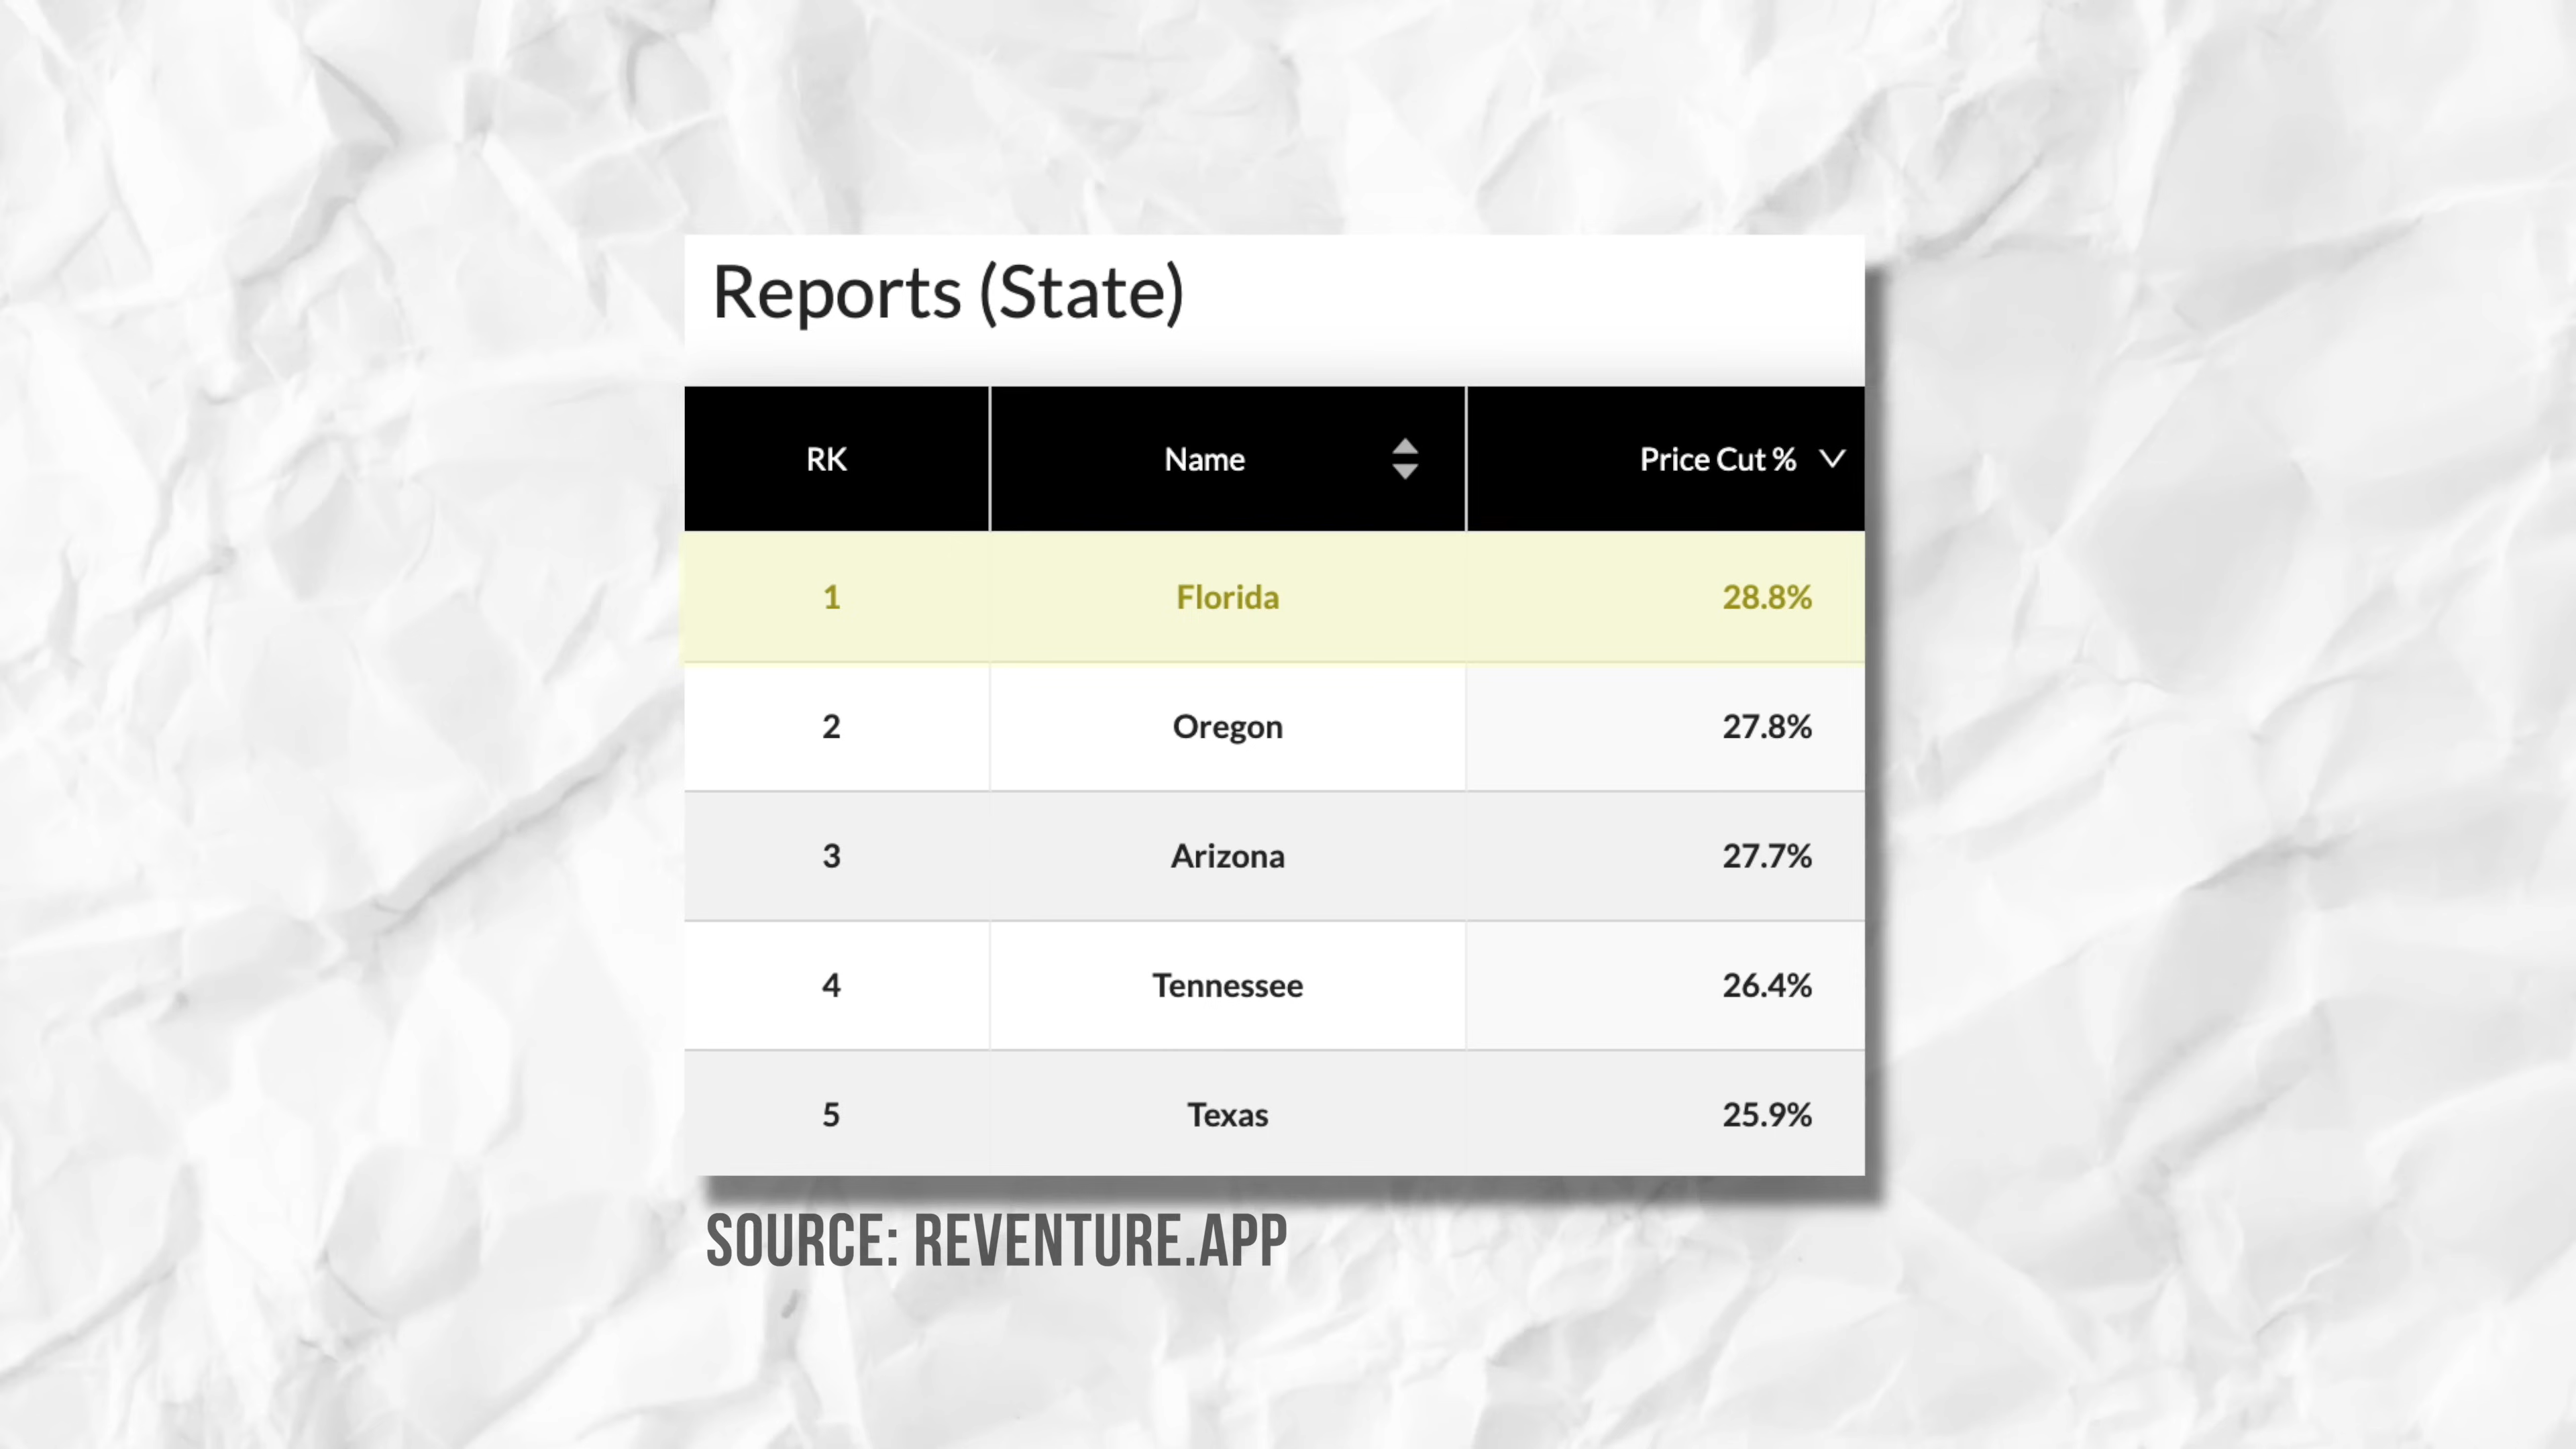 Reports (State)
RK Name Price Cut %
1 Florida 28.8%
2 Oregon 27.8%
3 Arizona 27.7%
4 Tennessee 26.4%
5 Texas 25.9%
SOURCE: REVENTURE.APP